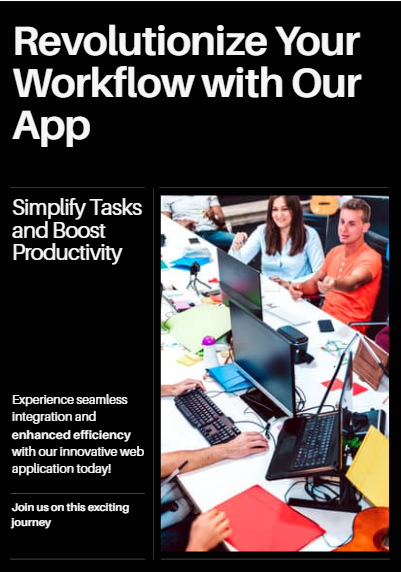 Revolutionize Your
Workflow with Our
App
Simplify Tasks
and Boost
Productivity
Experience seamless
integration and
enhanced efficiency
with our innovative web
application today!
Join us on this exciting
journey